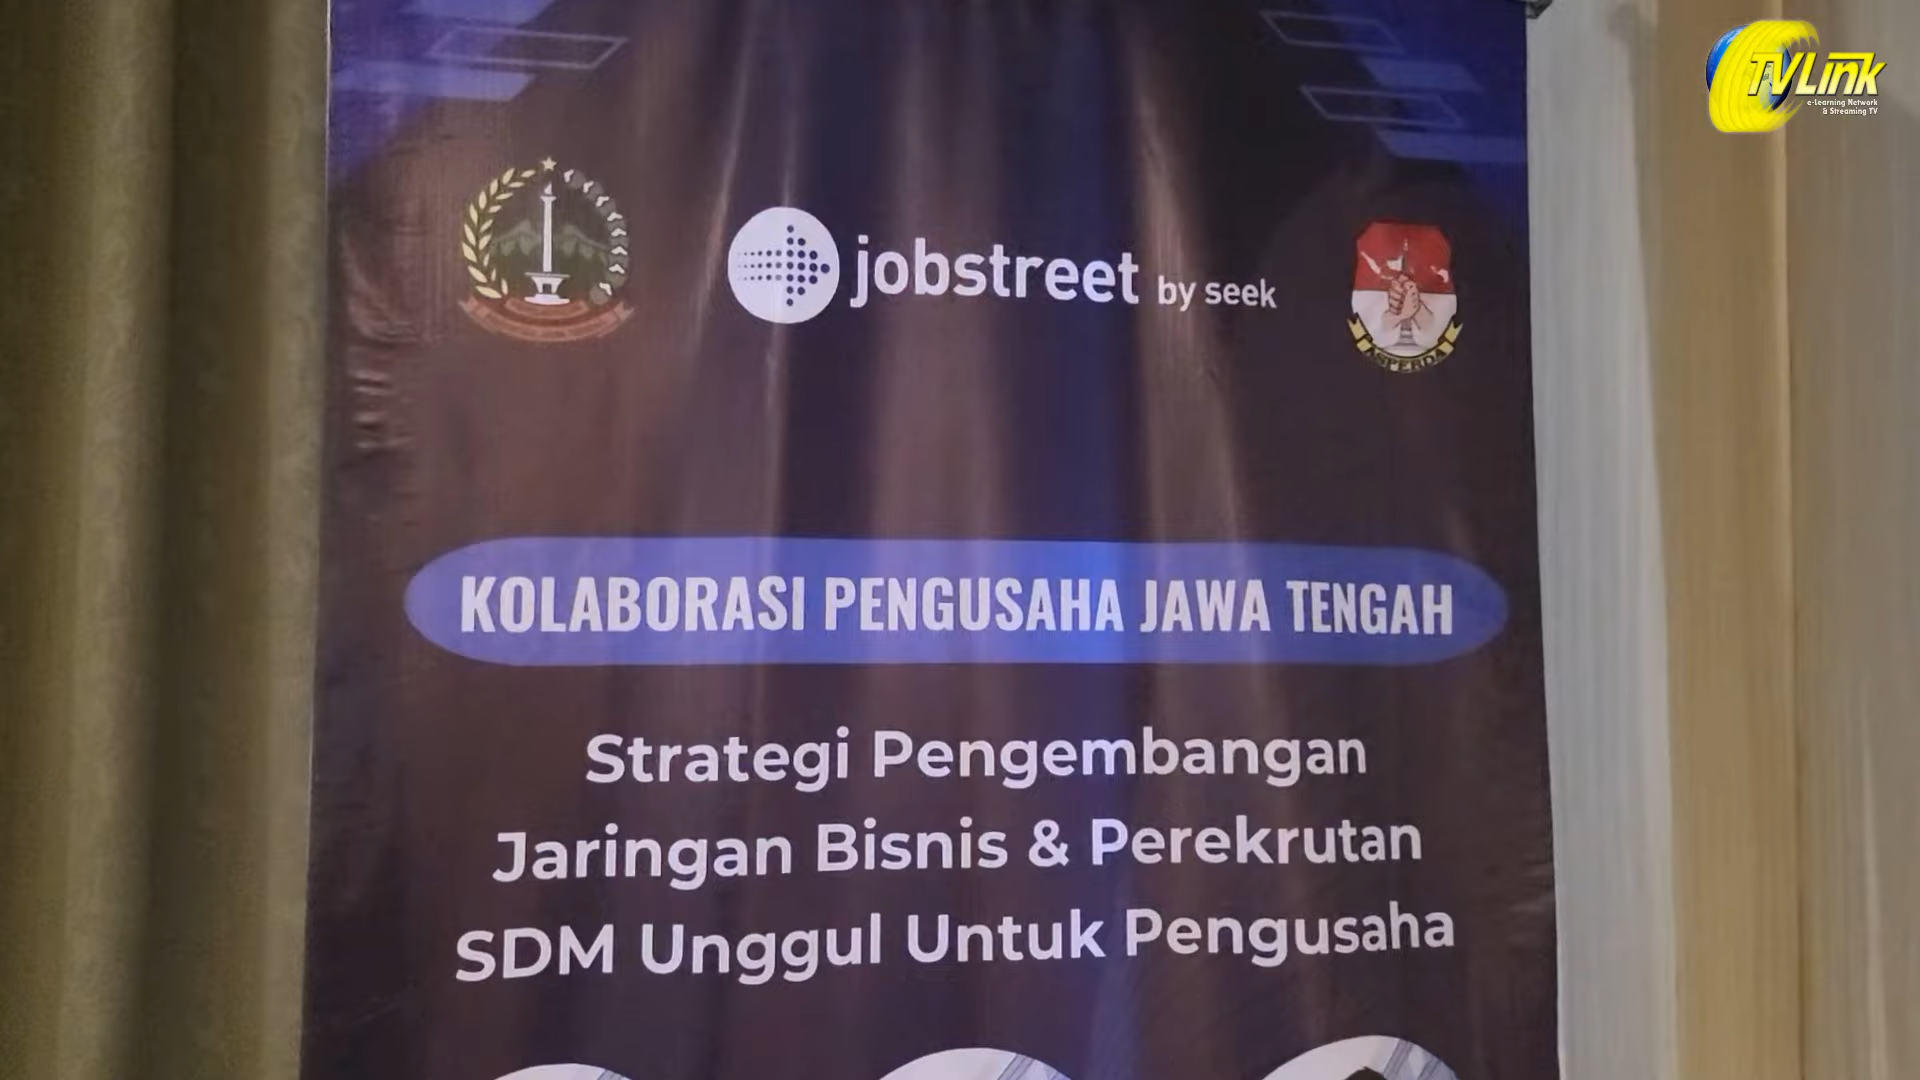 TVLink
e-Learning Network
& Streaming TV
jobstreet by seek
ASPERDA
KOLABORASI PENGUSAHA JAWA TENGAH
Strategi Pengembangan
Jaringan Bisnis & Perekrutan
SDM Unggul Untuk Pengusaha